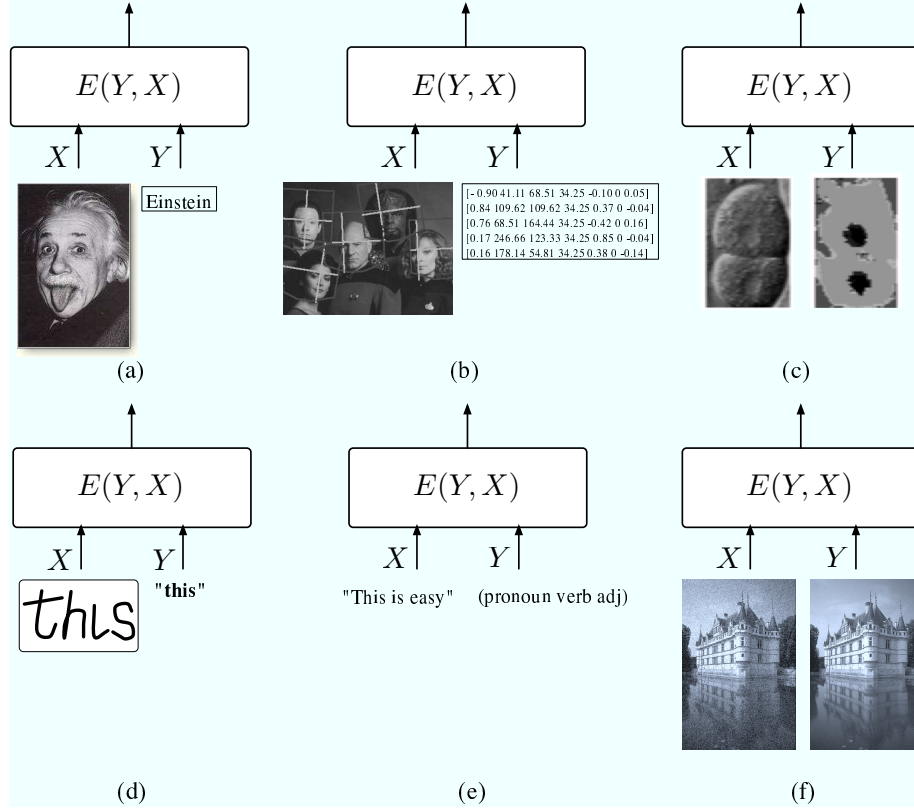 E(Y, X)
X
Y
Einstein
(a)
E(Y, X)
X
Y
[- 0.90 41.11 68.51 34.25 -0.10 0 0.05]
[0.84 109.62 109.62 34.25 0.37 0 -0.04]
[0.76 68.51 164.44 34.25 -0.42 0 0.16]
[0.17 246.66 123.33 34.25 0.85 0 -0.04]
[0.16 178.14 54.81 34.25 0.38 0 -0.14]
(b)
E(Y, X)
X
Y
(c)
E(Y, X)
X
Y
this
"this"
(d)
E(Y, X)
X
Y
"This is easy"
(pronoun verb adj)
(e)
E(Y, X)
X
Y
(f)